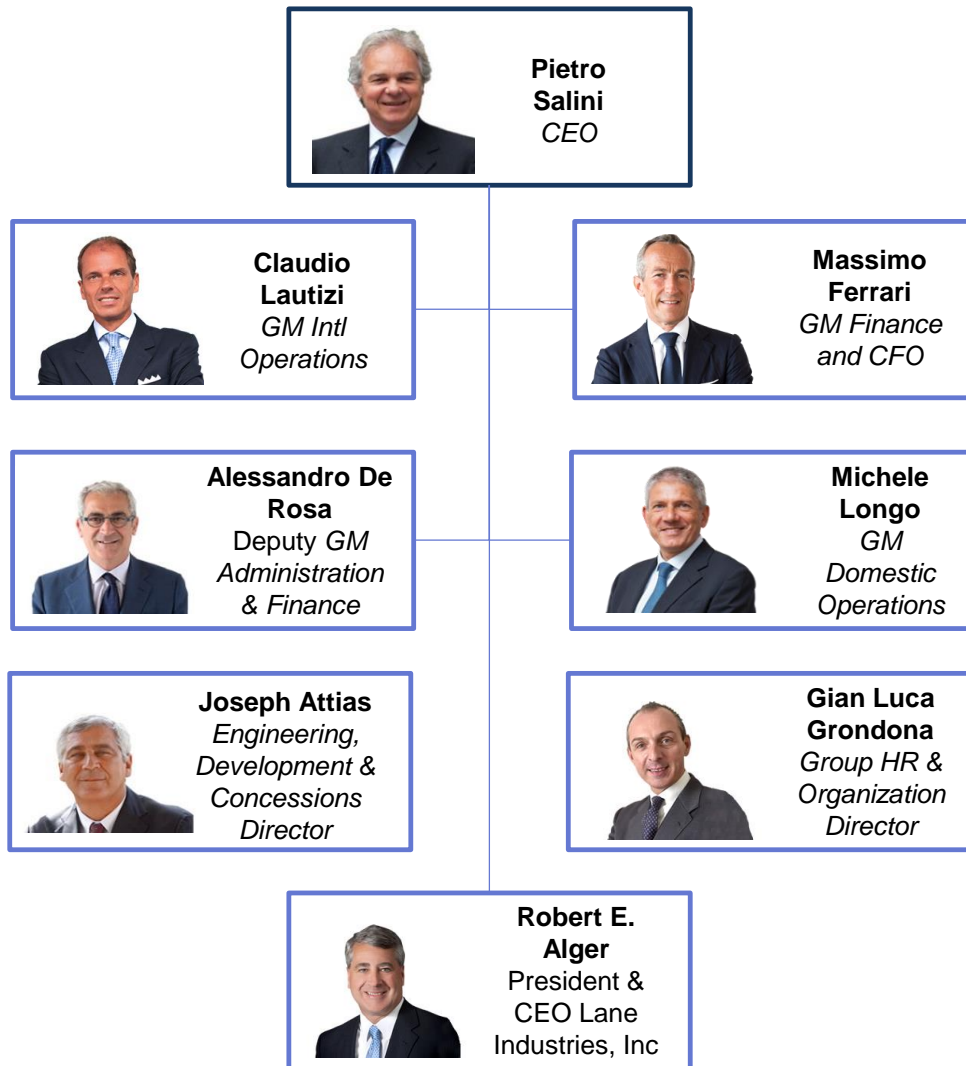 Pietro
Salini
CEO
Claudio
Lautizi
GM Intl
Operations
Massimo
Ferrari
GM Finance
and CFO
Alessandro De
Rosa
Deputy GM
Administration
& Finance
Michele
Longo
GM
Domestic
Operations
Joseph Attias
Engineering,
Development &
Concessions
Director
Gian Luca
Grondona
Group HR &
Organization
Director
Robert E.
Alger
President &
CEO Lane
Industries, Inc